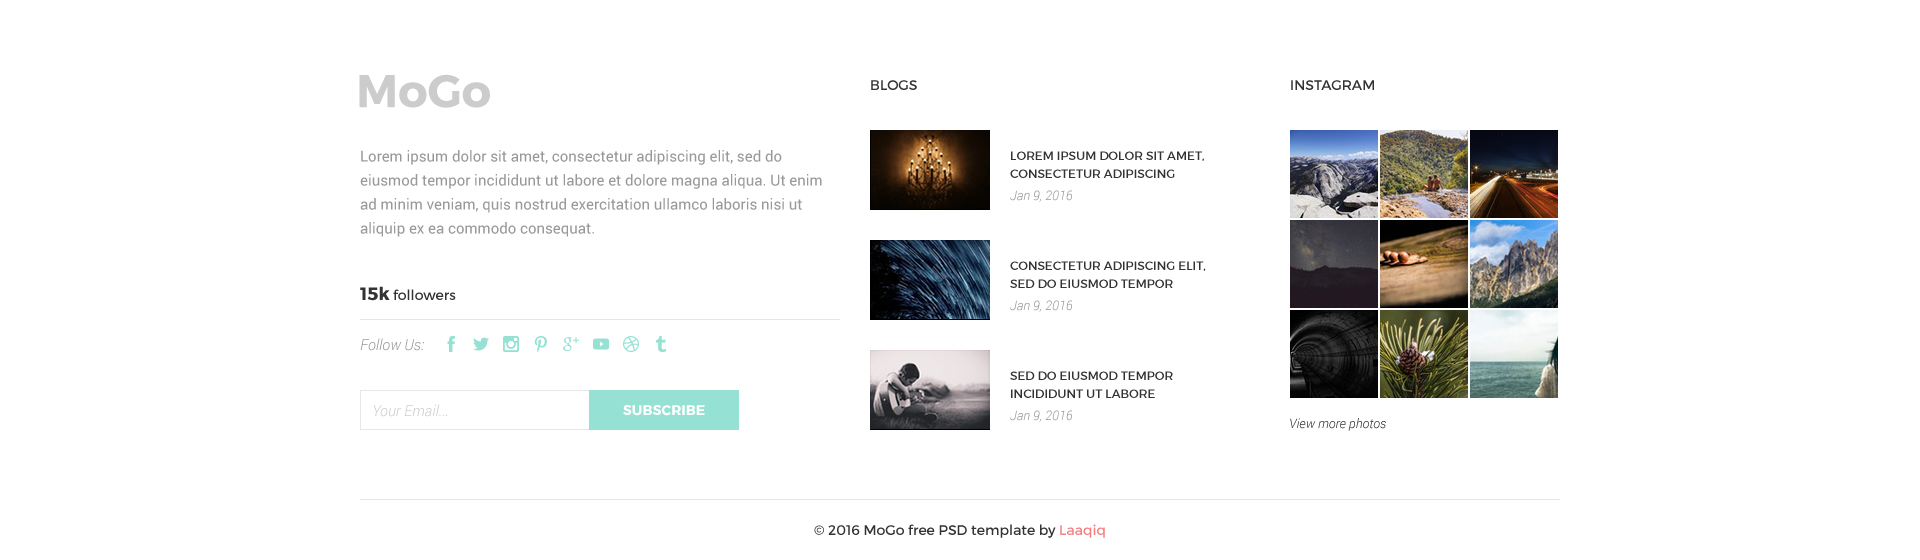 MoGo
Lorem ipsum dolor sit amet, consectetur adipiscing elit, sed do
eiusmod tempor incididunt ut labore et dolore magna aliqua. Ut enim
ad minim veniam, quis nostrud exercitation ullamco laboris nisi ut
aliquip ex ea commodo consequat.
15k followers
Follow Us:
Your Email...
SUBSCRIBE
BLOGS
LOREM IPSUM DOLOR SIT AMET,
CONSECTETUR ADIPISCING
Jan 9, 2016
CONSECTETUR ADIPISCING ELIT,
SED DO EIUSMOD TEMPOR
Jan 9, 2016
SED DO EIUSMOD TEMPOR
INCIDIDUNT UT LABORE
Jan 9, 2016
INSTAGRAM
View more photos
© 2016 MoGo free PSD template by Laaqiq